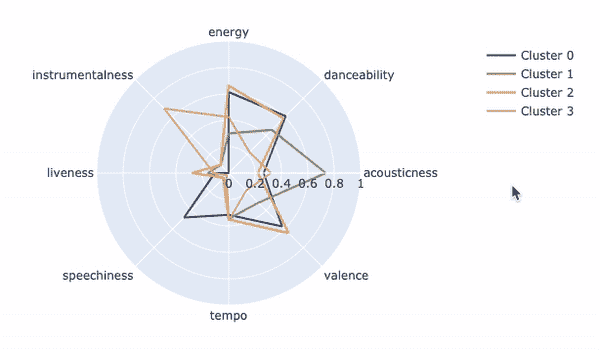 energy
instrumentalness
danceability
liveness
acousticness
0 0.2 0.4 0.6 0.8 1
speechiness
valence
tempo
Cluster 0
Cluster 1
Cluster 2
Cluster 3